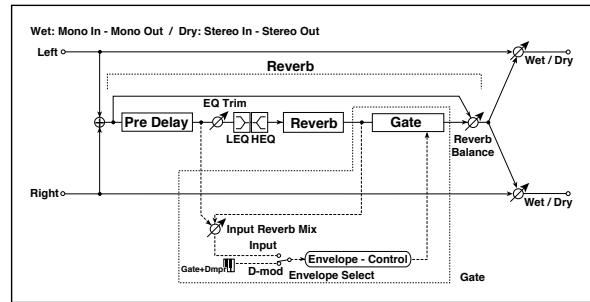 Wet: Mono In - Mono Out / Dry: Stereo In - Stereo Out
Left
Wet / Dry
Reverb
EQ Trim
Pre Delay
LEQ HEQ
Reverb
Gate
Reverb
Balance
Right
Wet / Dry
Input Reverb Mix
Input
Envelope - Control
D-mod
Gate+Dmpr
Envelope Select
Gate